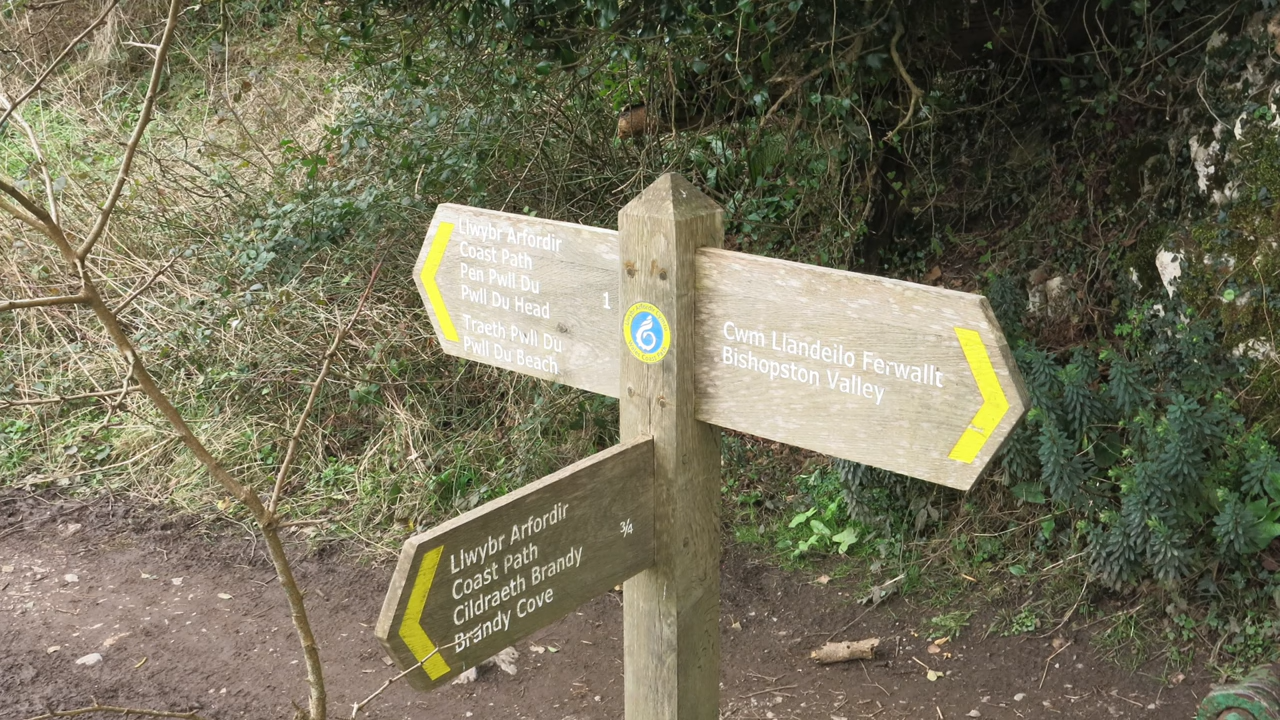 Llwybr Arfordir
Coast Path
Pen Pwll Du
Pwll Du Head
1
Traeth Pwll Du
Pwll Du Beach
Cwm Llandeilo Ferwallt
Bishopston Valley
Llwybr Arfordir
Coast Path
Cildraeth Brandy
Brandy Cove
3/4